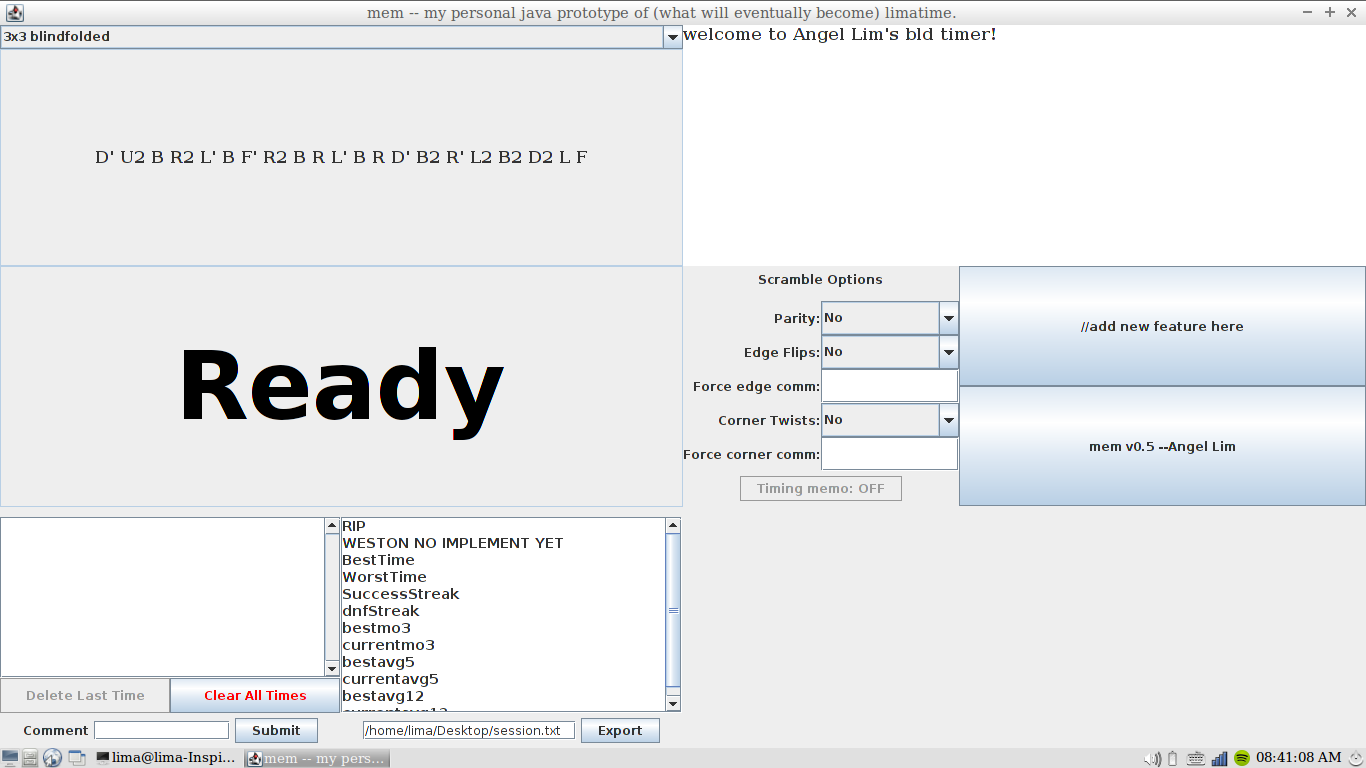 mem -- my personal java prototype of (what will eventually become) limatime.
3x3 blindfolded
welcome to Angel Lim's bld timer!
D' U2 B R2 L' B F' R2 B R L' B R D' B2 R' L2 B2 D2 L F
Ready
Scramble Options
Parity: No
Edge Flips: No
Force edge comm:
Corner Twists: No
Force corner comm:
Timing memo: OFF
//add new feature here
mem v0.5 --Angel Lim
RIP
WESTON NO IMPLEMENT YET
BestTime
WorstTime
SuccessStreak
dnfStreak
bestmo3
currentmo3
bestavg5
currentavg5
bestavg12
currentavg12
Delete Last Time
Clear All Times
Comment
Submit
/home/lima/Desktop/session.txt
Export
lima@lima-Inspi...
mem -- my pers...
08:41:08 AM